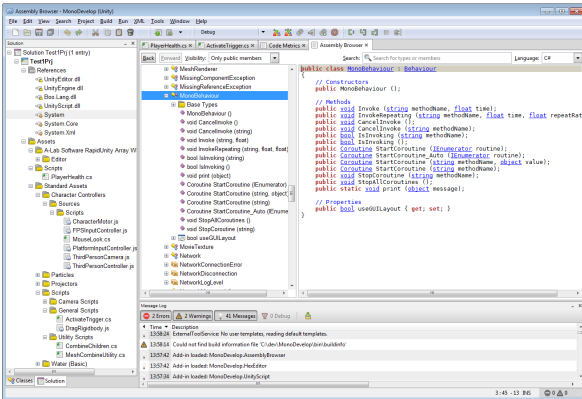 Assembly Browser - MonoDevelop (Unity)
File Edit View Search Project Build Run XML Tools Window Help
Debug
Solution
Solution Test1Prj (1 entry)
Test1Prj
References
UnityEditor.dll
UnityEngine.dll
Boo.Lang.dll
UnityScript.dll
System
System.Core
System.Xml
Assets
A-Lab Software RapidUnity Array W
Editor
Scripts
PlayerHealth.cs
Standard Assets
Character Controllers
Sources
Scripts
CharacterMotor.js
FPSInputController.js
MouseLook.cs
PlatformInputController.js
ThirdPersonCamera.js
ThirdPersonController.js
Particles
Projectors
Scripts
Camera Scripts
General Scripts
ActivateTrigger.cs
DragRigidbody.js
Utility Scripts
CombineChildren.cs
MeshCombineUtility.cs
Water (Basic)
Classes Solution
PlayerHealth.cs ActivateTrigger.cs Code Metrics Assembly Browser
Back Forward Visibility: Only public members Search: Search for types or members Language: C#
MeshRenderer
MissingComponentException
MissingReferenceException
MonoBehaviour
Base Types
MonoBehaviour ()
void CancelInvoke ()
void CancelInvoke (string)
void Invoke (string, float)
void InvokeRepeating (string, float, float)
bool IsInvoking (string)
bool IsInvoking ()
void print (object)
Coroutine StartCoroutine (IEnumerator)
Coroutine StartCoroutine (string, object)
Coroutine StartCoroutine (string)
Coroutine StartCoroutine_Auto (IEnume
void StopAllCoroutines ()
void StopCoroutine (string)
bool useGUILayout
MovieTexture
Network
NetworkConnectionError
NetworkDisconnection
NetworkLogLevel
public class MonoBehaviour : Behaviour
{
// Constructors
public MonoBehaviour ();
// Methods
public void Invoke (string methodName, float time);
public void InvokeRepeating (string methodName, float time, float repeatRat
public void CancelInvoke ();
public void CancelInvoke (string methodName);
public bool IsInvoking (string methodName);
public bool IsInvoking ();
public Coroutine StartCoroutine (IEnumerator routine);
public Coroutine StartCoroutine_Auto (IEnumerator routine);
public Coroutine StartCoroutine (string methodName, object value);
public Coroutine StartCoroutine (string methodName);
public void StopCoroutine (string methodName);
public void StopAllCoroutines ();
public static void print (object message);
// Properties
public bool useGUILayout { get; set; }
}
Message Log
2 Errors 2 Warnings 41 Messages 0 Debug
Time Description
13:58:24 ExternalToolService: No user templates, reading default templates.
13:58:14 Could not find build information file 'C:\dev\MonoDevelop\bin\buildinfo'
13:57:42 Add-in loaded: MonoDevelop.AssemblyBrowser
13:57:42 Add-in loaded: MonoDevelop.HexEditor
13:57:34 Add-in loaded: MonoDevelop.UnityScript
3:45 -13 INS 0 0